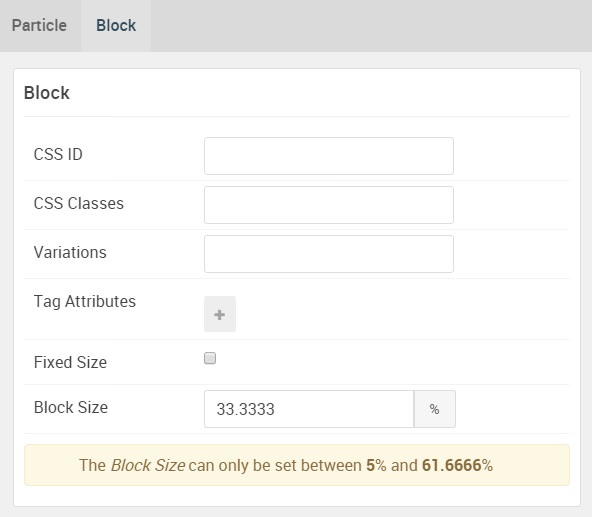 Particle Block
Block
CSS ID
CSS Classes
Variations
Tag Attributes
+
Fixed Size
Block Size 33.3333 %
The Block Size can only be set between 5% and 61.6666%